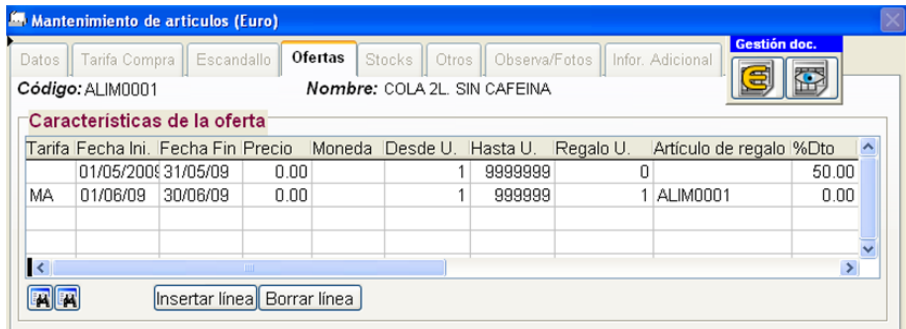 Mantenimiento de articulos (Euro)
Datos Tarifa Compra Escandallo Ofertas Stocks Otros Observa/Fotos Infor. Adicional Gestión doc.
Código: ALIM0001 Nombre: COLA 2L. SIN CAFEINA
Características de la oferta
Tarifa Fecha Ini. Fecha Fin Precio Moneda Desde U. Hasta U. Regalo U. Artículo de regalo %Dto
01/05/2009 31/05/09 0.00 1 9999999 0 50.00
MA 01/06/09 30/06/09 0.00 1 999999 1 ALIM0001 0.00
Insertar línea Borrar línea